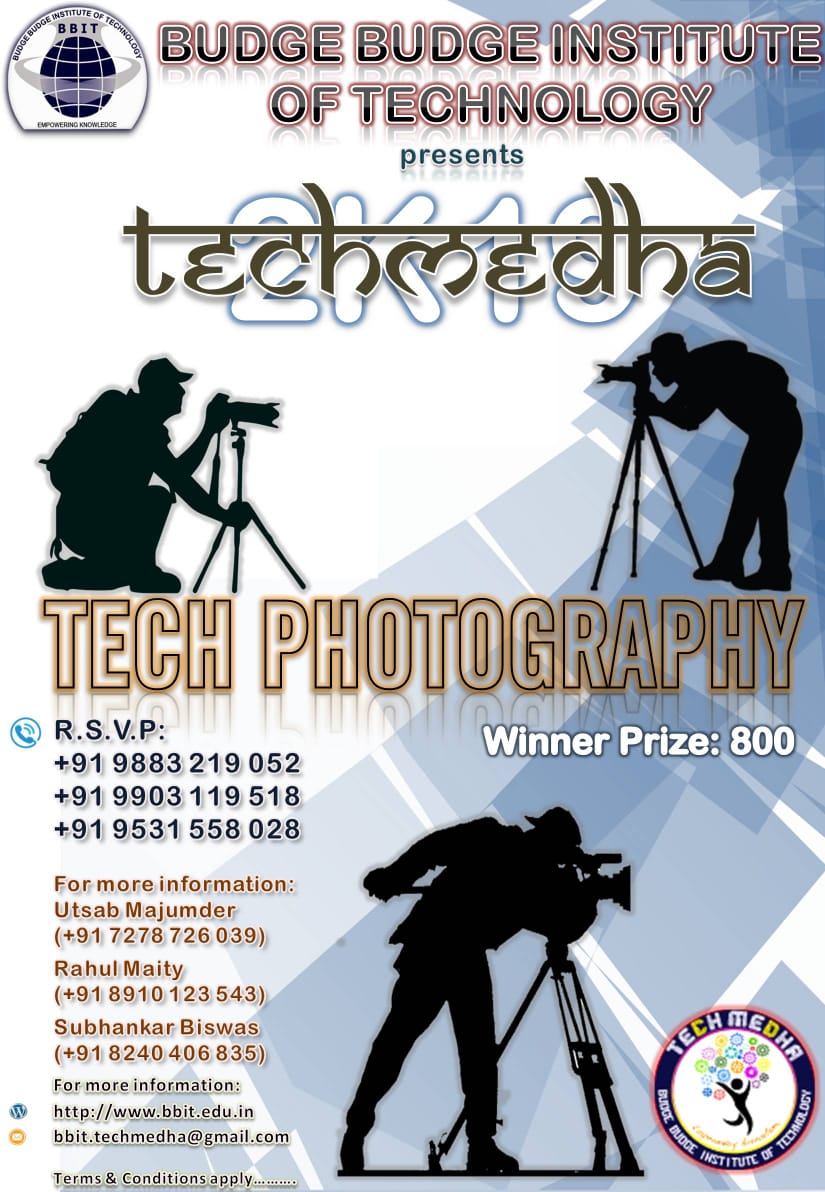 BUDGE BUDGE INSTITUTE OF TECHNOLOGY
BBIT
EMPOWERING KNOWLEDGE
BUDGE BUDGE INSTITUTE
OF TECHNOLOGY
presents
2K19
techmedha
TECH PHOTOGRAPHY
R.S.V.P:
+91 9883 219 052
+91 9903 119 518
+91 9531 558 028
Winner Prize: 800
For more information:
Utsab Majumder
(+91 7278 726 039)
Rahul Maity
(+91 8910 123 543)
Subhankar Biswas
(+91 8240 406 835)
For more information:
http://www.bbit.edu.in
bbit.techmedha@gmail.com
Terms & Conditions apply..........
TECH MEDHA
BUDGE BUDGE INSTITUTE OF TECHNOLOGY